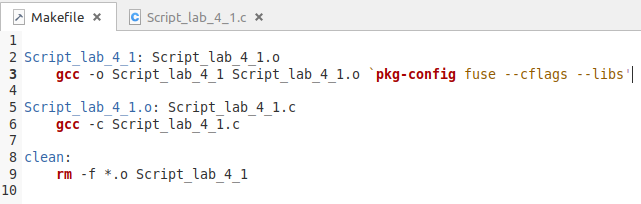 Makefile × Script_lab_4_1.c ×
1
2 Script_lab_4_1: Script_lab_4_1.o
3 gcc -o Script_lab_4_1 Script_lab_4_1.o `pkg-config fuse --cflags --libs'
4
5 Script_lab_4_1.o: Script_lab_4_1.c
6 gcc -c Script_lab_4_1.c
7
8 clean:
9 rm -f *.o Script_lab_4_1
10